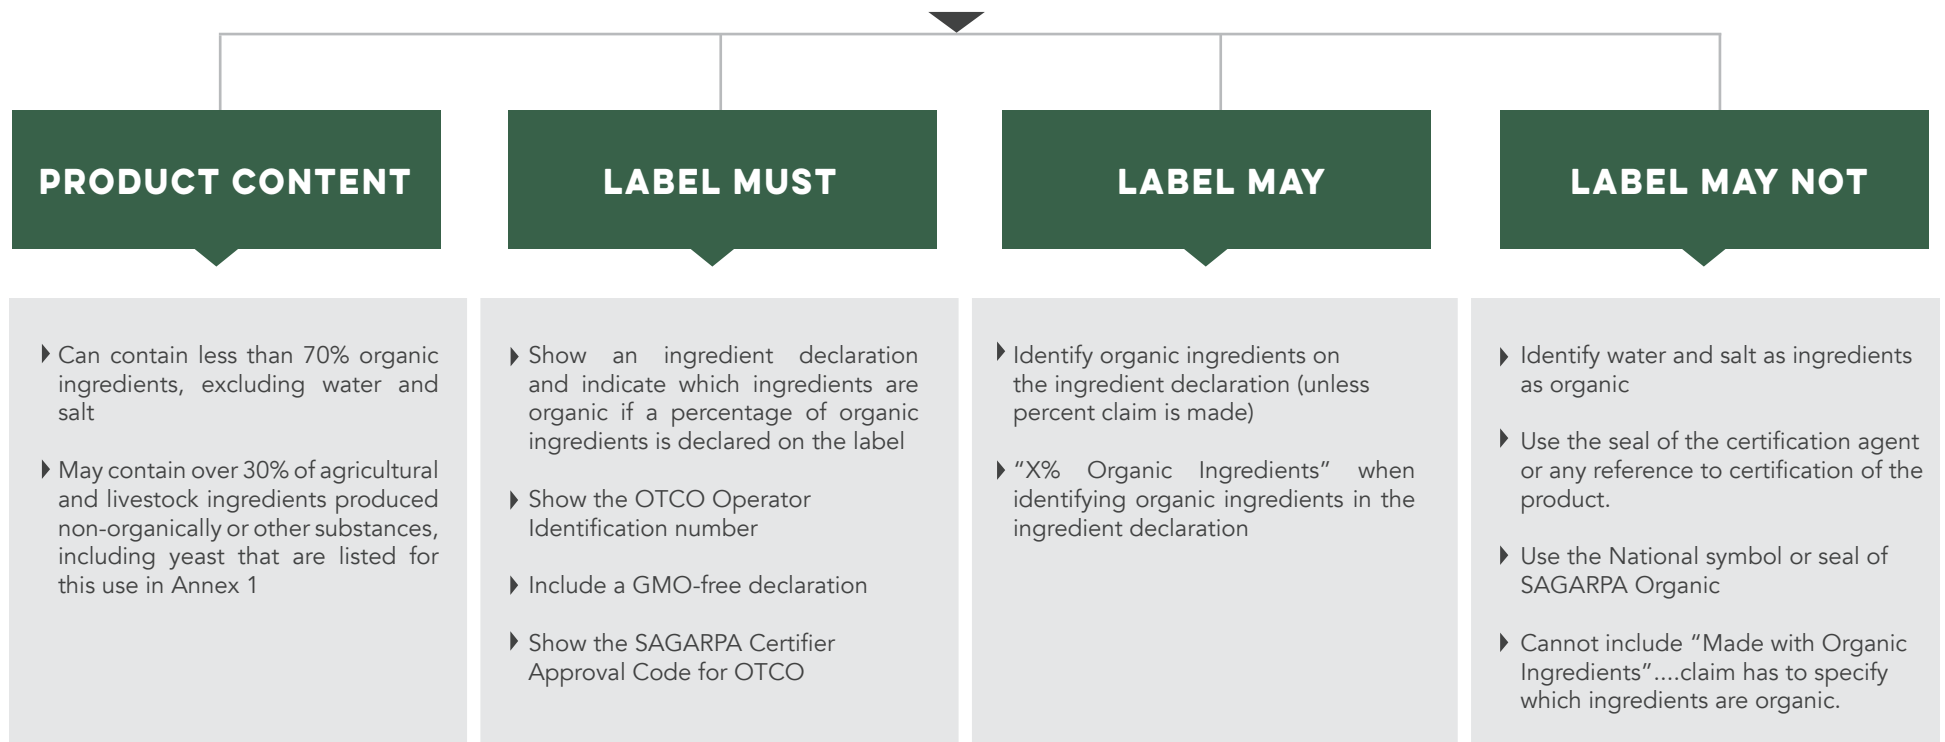 PRODUCT CONTENT
Can contain less than 70% organic
ingredients, excluding water and
salt
May contain over 30% of agricultural
and livestock ingredients produced
non-organically or other substances,
including yeast that are listed for
this use in Annex 1
LABEL MUST
Show an ingredient declaration
and indicate which ingredients are
organic if a percentage of organic
ingredients is declared on the label
Show the OTCO Operator
Identification number
Include a GMO-free declaration
Show the SAGARPA Certifier
Approval Code for OTCO
LABEL MAY
Identify organic ingredients on
the ingredient declaration (unless
percent claim is made)
“X% Organic Ingredients” when
identifying organic ingredients in the
ingredient declaration
LABEL MAY NOT
Identify water and salt as ingredients
as organic
Use the seal of the certification agent
or any reference to certification of the
product.
Use the National symbol or seal of
SAGARPA Organic
Cannot include “Made with Organic
Ingredients”....claim has to specify
which ingredients are organic.